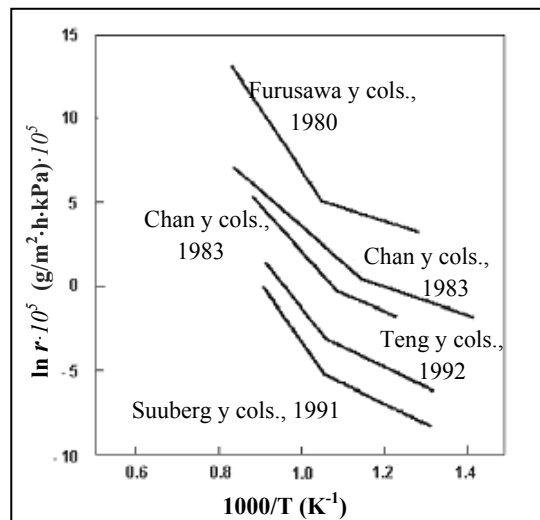 15
10
5
0
- 5
- 10
ln r·10⁵ (g/m²·h·kPa)·10⁵
Furusawa y cols.,
1980
Chan y cols.,
1983
Chan y cols.,
1983
Teng y cols.,
1992
Suuberg y cols., 1991
0.6
0.8
1.0
1.2
1.4
1000/T (K⁻¹)